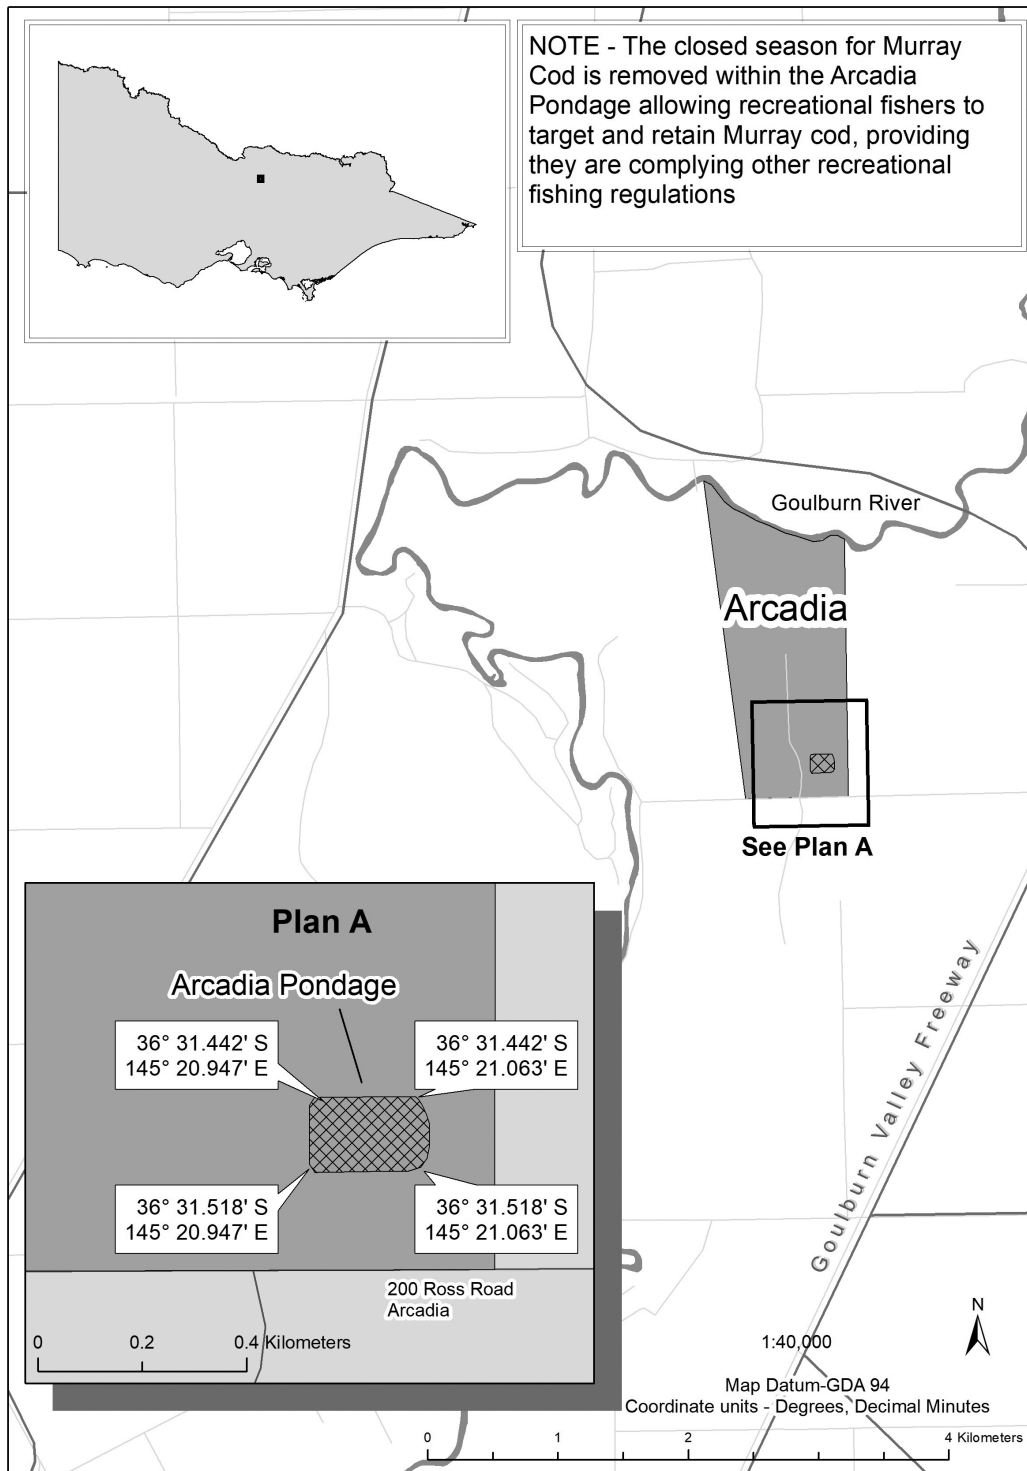 NOTE - The closed season for Murray
Cod is removed within the Arcadia
Pondage allowing recreational fishers to
target and retain Murray cod, providing
they are complying other recreational
fishing regulations
Goulburn River
Arcadia
See Plan A
Plan A
Arcadia Pondage
36° 31.442' S
145° 20.947' E
36° 31.442' S
145° 21.063' E
36° 31.518' S
145° 20.947' E
36° 31.518' S
145° 21.063' E
200 Ross Road
Arcadia
0 0.2 0.4 Kilometers
Goulburn Valley Freeway
N
1:40,000
Map Datum-GDA 94
Coordinate units - Degrees, Decimal Minutes
0 1 2 4 Kilometers